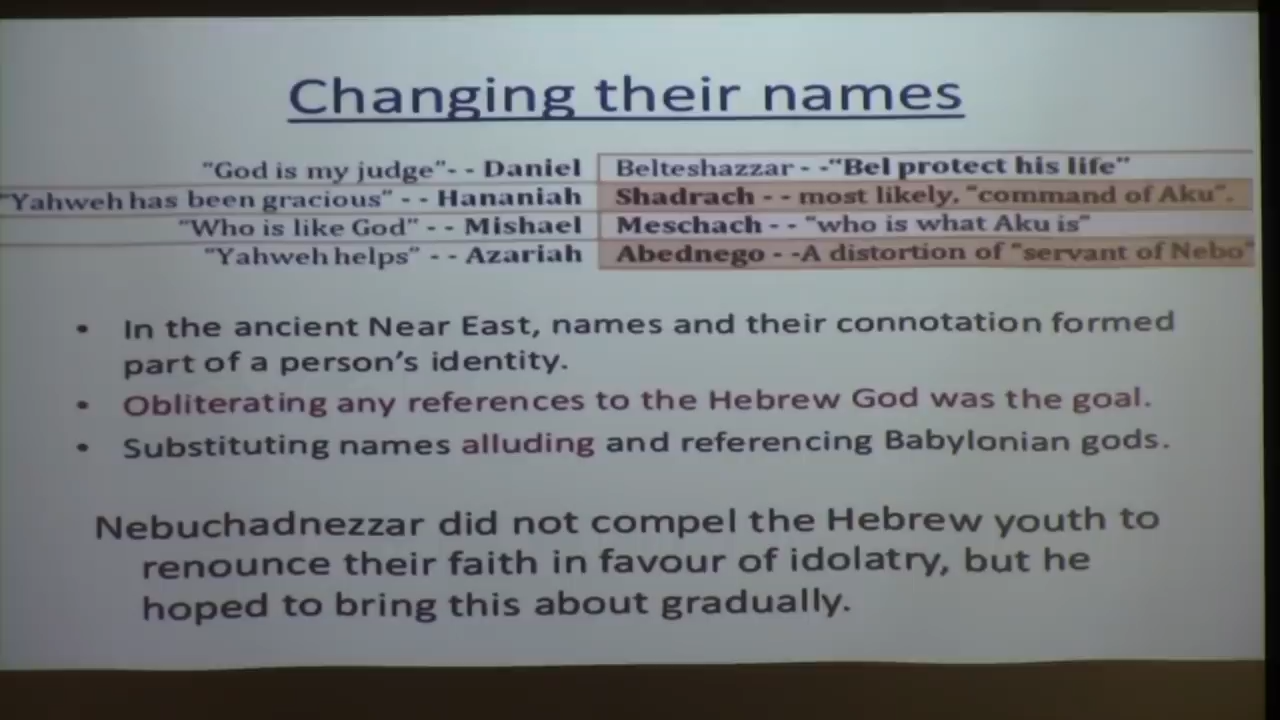 Changing their names
"God is my judge"- - Daniel Belteshazzar - -"Bel protect his life"
"Yahweh has been gracious" - - Hananiah Shadrach - - most likely, "command of Aku".
"Who is like God" - - Mishael Meschach - - "who is what Aku is"
"Yahweh helps" - - Azariah Abednego - -A distortion of "servant of Nebo"
• In the ancient Near East, names and their connotation formed
part of a person's identity.
• Obliterating any references to the Hebrew God was the goal.
• Substituting names alluding and referencing Babylonian gods.
Nebuchadnezzar did not compel the Hebrew youth to
renounce their faith in favour of idolatry, but he
hoped to bring this about gradually.